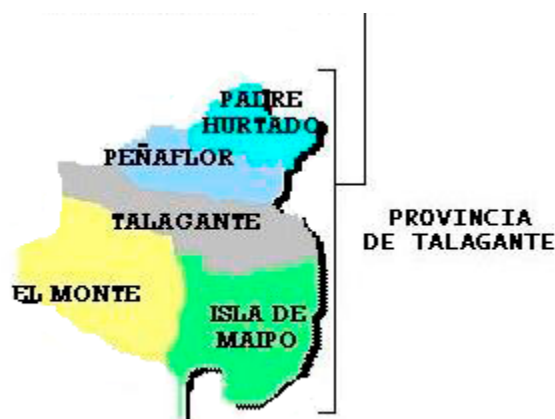 PADRE
HURTADO
PEÑAFLOR
TALAGANTE
EL MONTE
ISLA DE
MAIPO
PROVINCIA
DE TALAGANTE